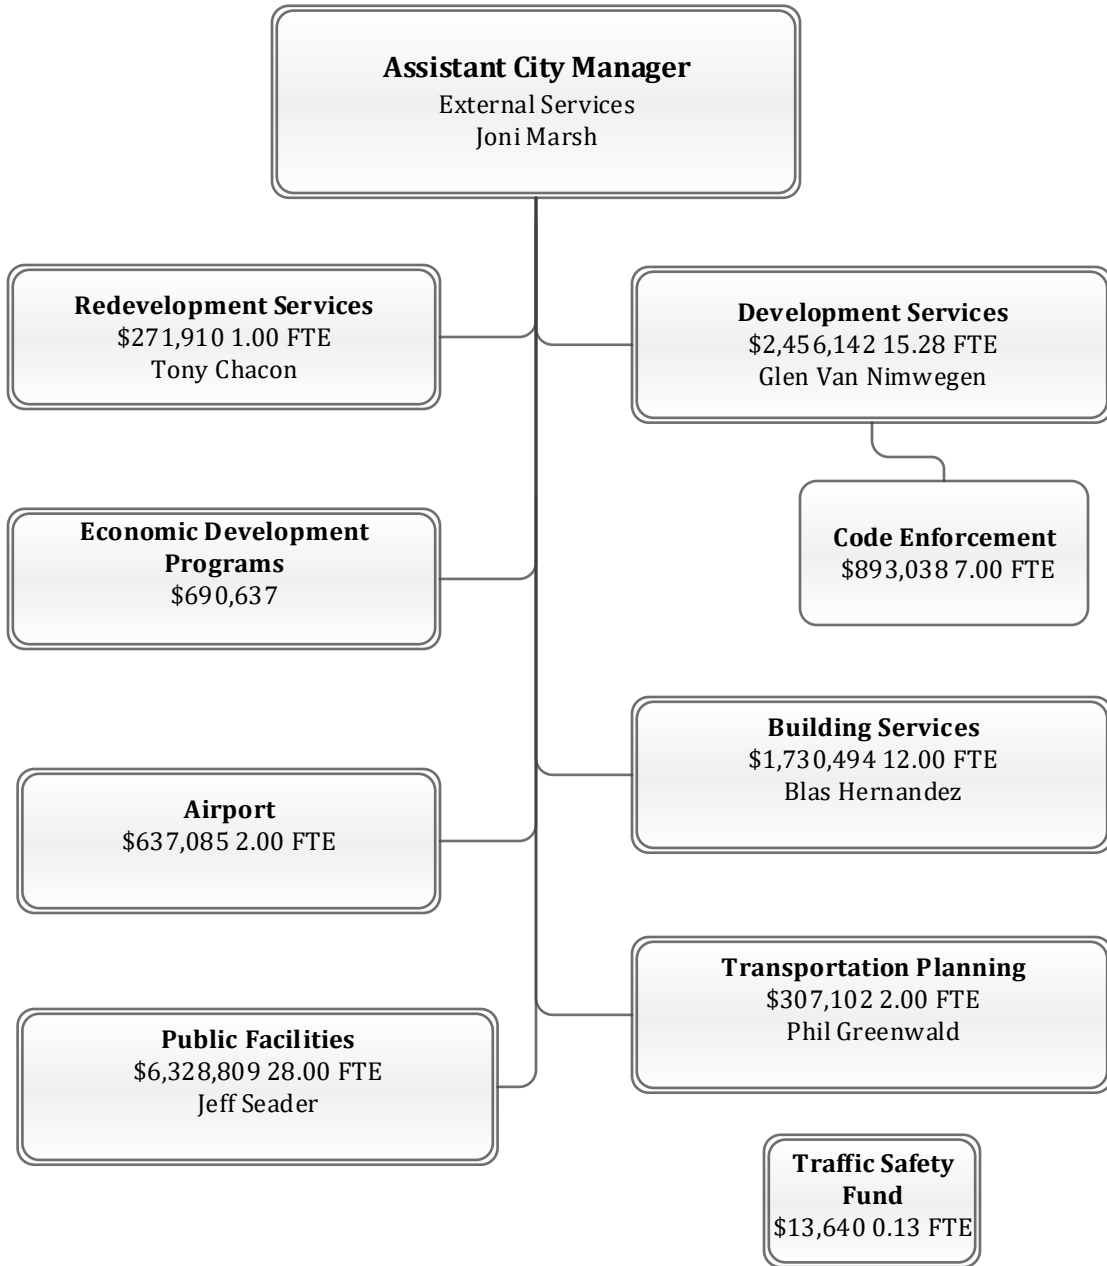 Assistant City Manager
External Services
Joni Marsh
Redevelopment Services
$271,910 1.00 FTE
Tony Chacon
Development Services
$2,456,142 15.28 FTE
Glen Van Nimwegen
Code Enforcement
$893,038 7.00 FTE
Economic Development
Programs
$690,637
Building Services
$1,730,494 12.00 FTE
Blas Hernandez
Airport
$637,085 2.00 FTE
Transportation Planning
$307,102 2.00 FTE
Phil Greenwald
Public Facilities
$6,328,809 28.00 FTE
Jeff Seader
Traffic Safety
Fund
$13,640 0.13 FTE